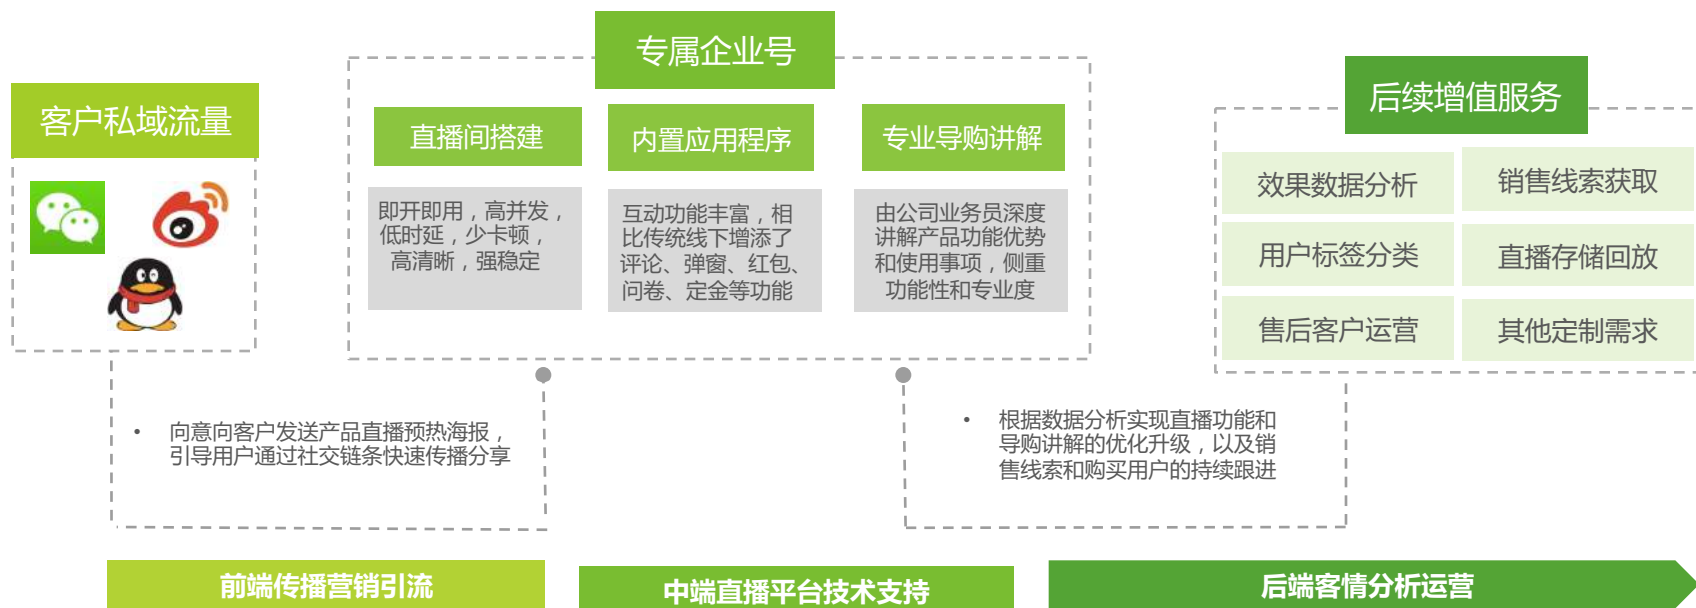 专属企业号
客户私域流量
后续增值服务
直播间搭建
内置应用程序
专业导购讲解
即开即用，高并发，
低时延，少卡顿，
高清晰，强稳定
互动功能丰富，相
比传统线下增添了
评论、弹窗、红包、
问卷、定金等功能
由公司业务员深度
讲解产品功能优势
和使用事项，侧重
功能性和专业度
效果数据分析
销售线索获取
用户标签分类
直播存储回放
售后客户运营
其他定制需求
• 向意向客户发送产品直播预热海报，
引导用户通过社交链条快速传播分享
• 根据数据分析实现直播功能和
导购讲解的优化升级，以及销
售线索和购买用户的持续跟进
前端传播营销引流
中端直播平台技术支持
后端客情分析运营